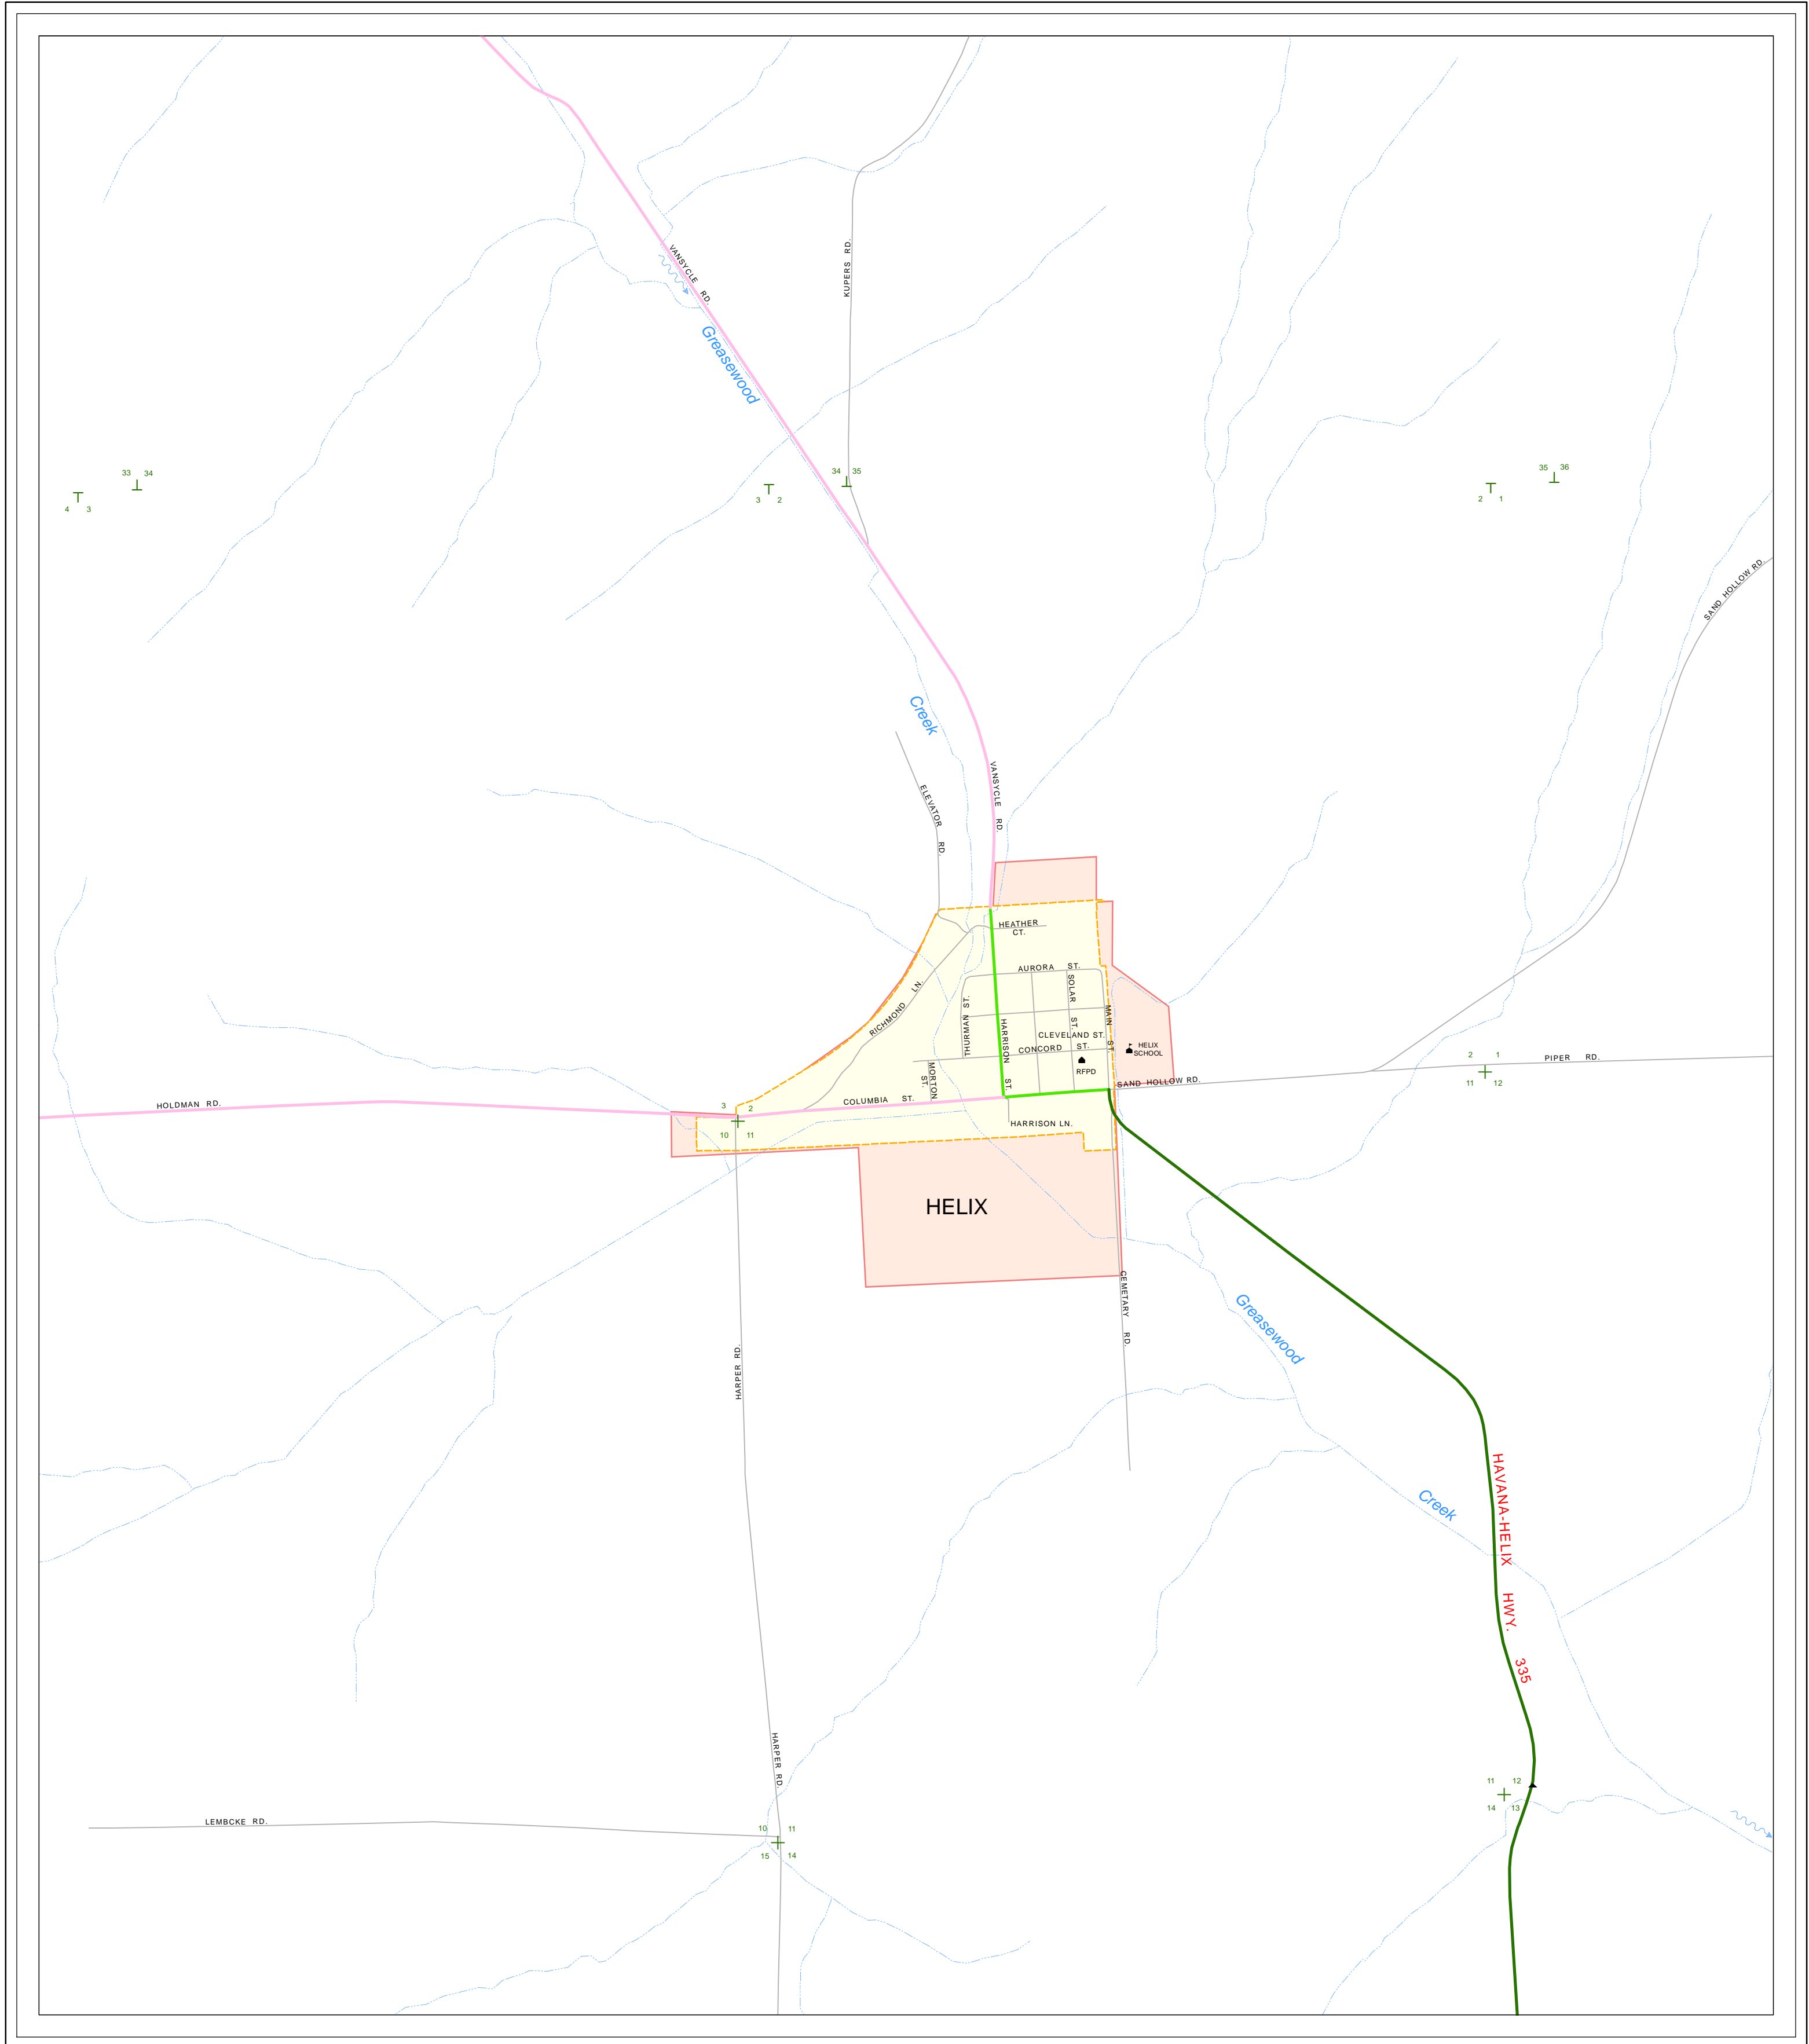 VANSYCLE RD.
KUPERS RD.
Greasewood
33 34
4 3
34 35
3 2
35 36
2 1
SAND HOLLOW RD.
Creek
VANSYCLE RD.
ELEVATOR RD.
HEATHER
CT.
AURORA ST.
SOLAR ST.
RICHMOND LN.
THURMAN ST.
HARRISON ST.
MAIN ST.
CLEVELAND ST.
CONCORD ST.
HELIX
SCHOOL
RFPD
MORTON
ST.
SAND HOLLOW RD.
2 1
11 12
PIPER RD.
HOLDMAN RD.
3 2
10 11
COLUMBIA ST.
HARRISON LN.
HELIX
CEMETARY RD.
Greasewood
HARPER RD.
Creek
HAVANA-HELIX HWY. 335
HARPER RD.
11 12
14 13
LEMBCKE RD.
10 11
15 14